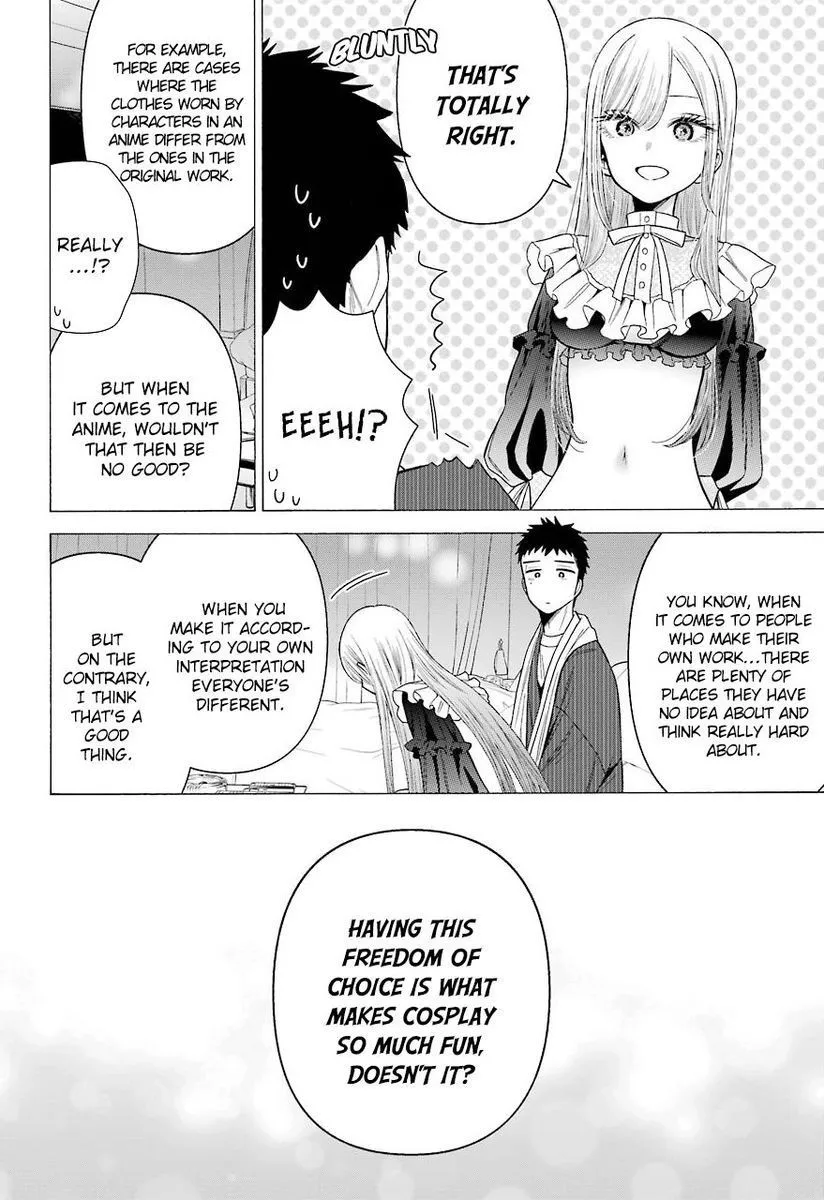 THAT'S
TOTALLY
RIGHT.
BLUNTLY
EEEH!?
FOR EXAMPLE,
THERE ARE CASES
WHERE THE
CLOTHES WORN BY
CHARACTERS IN AN
ANIME DIFFER FROM
THE ONES IN THE
ORIGINAL WORK.
REALLY
...!?
BUT WHEN
IT COMES TO THE
ANIME, WOULDN'T
THAT THEN BE
NO GOOD?
YOU KNOW, WHEN
IT COMES TO PEOPLE
WHO MAKE THEIR
OWN WORK...THERE
ARE PLENTY OF
PLACES THEY HAVE
NO IDEA ABOUT AND
THINK REALLY HARD
ABOUT.
WHEN YOU
MAKE IT ACCORD-
ING TO YOUR OWN
INTERPRETATION
EVERYONE'S
DIFFERENT.
BUT
ON THE
CONTRARY,
I THINK
THAT'S A
GOOD
THING.
HAVING THIS
FREEDOM OF
CHOICE IS WHAT
MAKES COSPLAY
SO MUCH FUN,
DOESN'T IT?